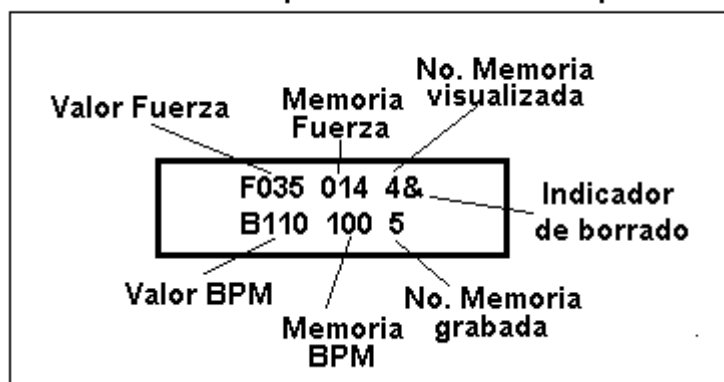 No. Memoria
visualizada
Memoria
Fuerza
Valor Fuerza
F035 014 4&
B110 100 5
Indicador
de borrado
Valor BPM
Memoria
BPM
No. Memoria
grabada